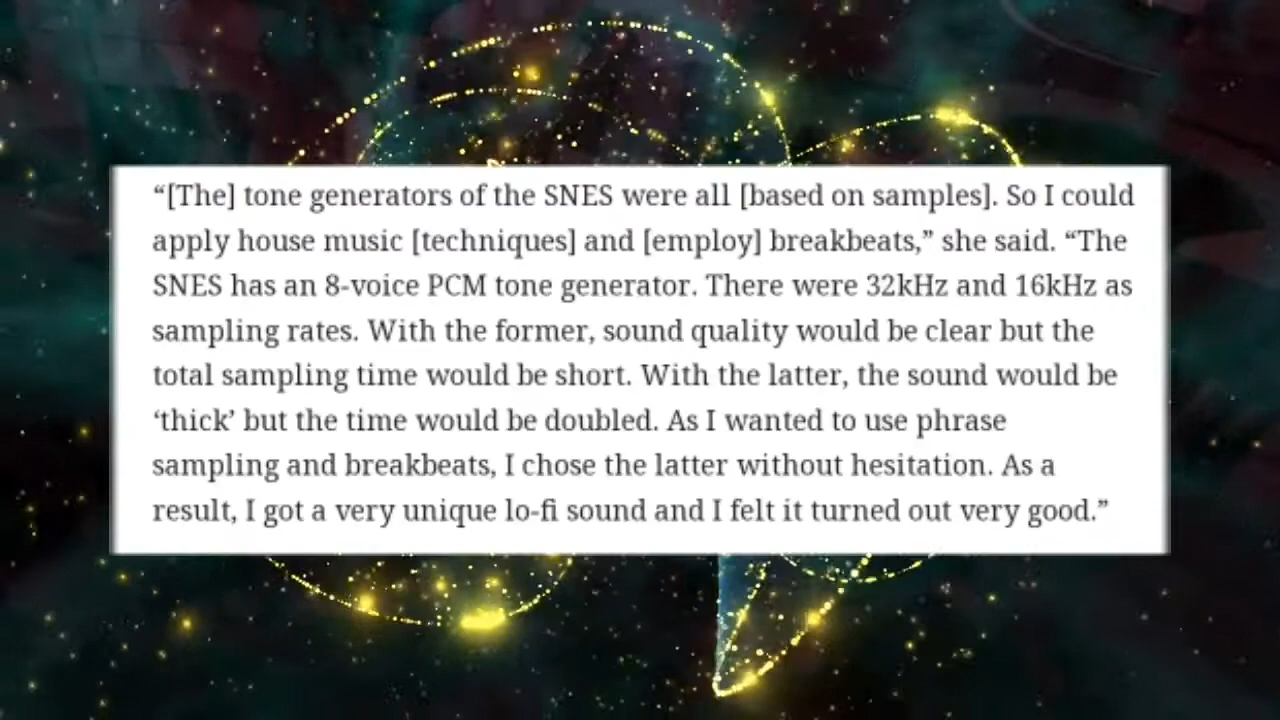 “[The] tone generators of the SNES were all [based on samples]. So I could
apply house music [techniques] and [employ] breakbeats,” she said. “The
SNES has an 8-voice PCM tone generator. There were 32kHz and 16kHz as
sampling rates. With the former, sound quality would be clear but the
total sampling time would be short. With the latter, the sound would be
‘thick’ but the time would be doubled. As I wanted to use phrase
sampling and breakbeats, I chose the latter without hesitation. As a
result, I got a very unique lo-fi sound and I felt it turned out very good.”